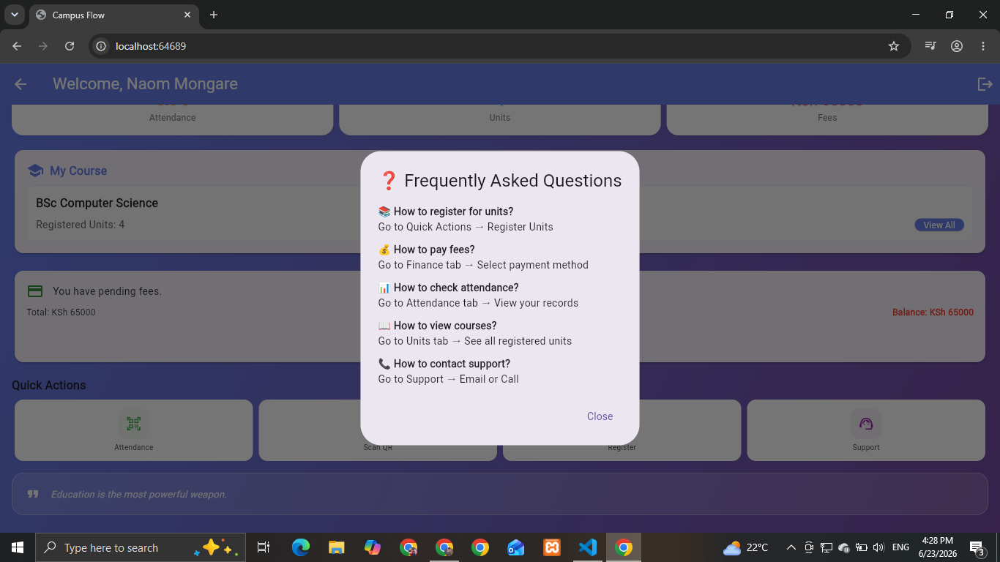 Campus Flow
localhost:64689
Welcome, Naom Mongare
Attendance
Units
Fees
My Course
BSc Computer Science
Registered Units: 4
View All
You have pending fees.
Total: KSh 65000
Balance: KSh 65000
❓ Frequently Asked Questions
📚 How to register for units?
Go to Quick Actions → Register Units
💰 How to pay fees?
Go to Finance tab → Select payment method
📊 How to check attendance?
Go to Attendance tab → View your records
📖 How to view courses?
Go to Units tab → See all registered units
📞 How to contact support?
Go to Support → Email or Call
Close
Quick Actions
Attendance
Scan QR
Register
Support
Education is the most powerful weapon.
Type here to search
22°C
ENG
4:28 PM
6/23/2026
3